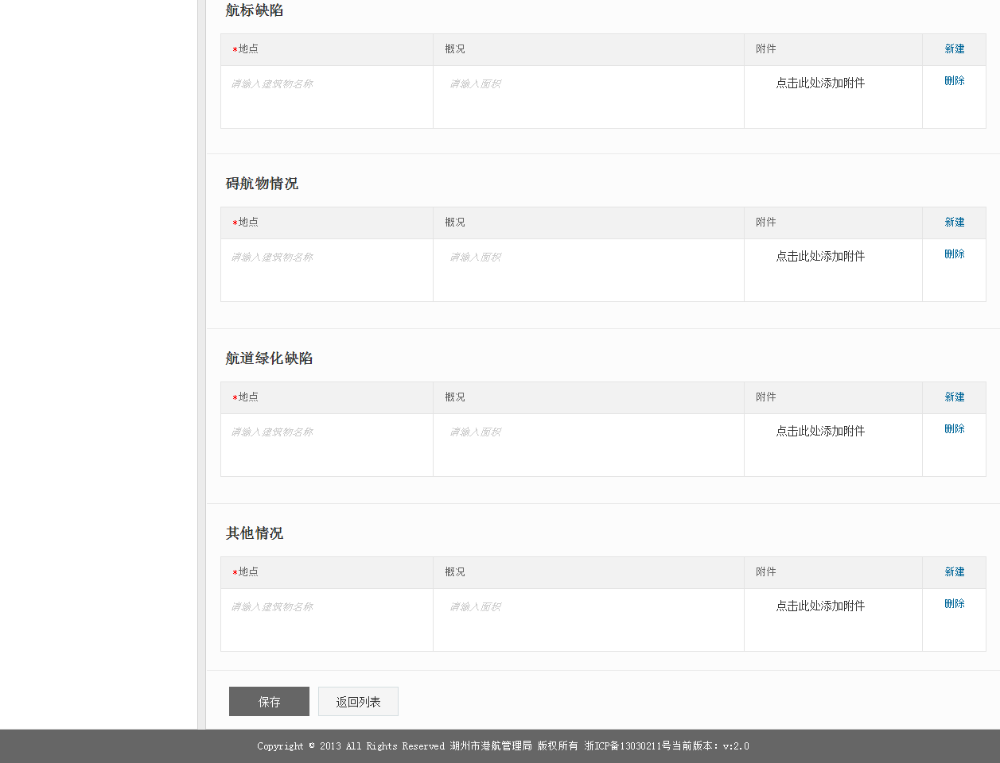 航标缺陷
*地点 概况 附件 新建
请输入建筑物名称 请输入面积 点击此处添加附件 删除
碍航物情况
*地点 概况 附件 新建
请输入建筑物名称 请输入面积 点击此处添加附件 删除
航道绿化缺陷
*地点 概况 附件 新建
请输入建筑物名称 请输入面积 点击此处添加附件 删除
其他情况
*地点 概况 附件 新建
请输入建筑物名称 请输入面积 点击此处添加附件 删除
保存 返回列表
Copyright © 2013 All Rights Reserved 湖州市港航管理局 版权所有 浙ICP备13030211号当前版本：v:2.0